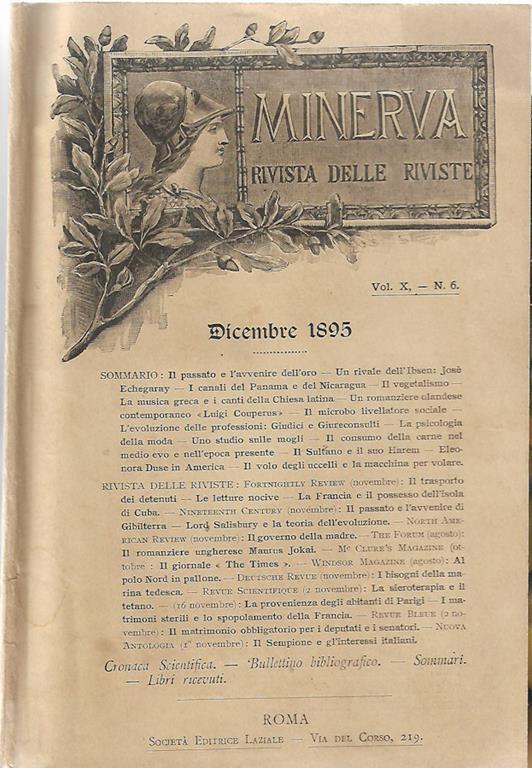 MINERVA
RIVISTA DELLE RIVISTE
Vol. X, — N. 6.
Dicembre 1895
SOMMARIO: Il passato e l'avvenire dell'oro — Un rivale dell'Ibsen: Josè
Echegaray — I canali del Panama e del Nicaragua — Il vegetalismo —
La musica greca e i canti della Chiesa latina — Un romanziere olandese
contemporaneo «Luigi Couperus» — Il microbo livellatore sociale —
L'evoluzione delle professioni: Giudici e Giureconsulti — La psicologia
della moda — Uno studio sulle mogli — Il consumo della carne nel
medio evo e nell'epoca presente — Il Sultano e il suo Harem — Eleo-
nora Duse in America — Il volo degli uccelli e la macchina per volare.
RIVISTA DELLE RIVISTE: FORTNIGHTLY REVIEW (novembre): Il trasporto
dei detenuti — Le letture nocive — La Francia e il possesso dell'isola
di Cuba. — NINETEENTH CENTURY (novembre): Il passato e l'avvenire di
Gibilterra — Lord Salisbury e la teoria dell'evoluzione. — NORTH AME-
RICAN REVIEW (novembre): Il governo della madre. — THE FORUM (agosto):
Il romanziere ungherese Maurus Jokai. — Mc CLURE'S MAGAZINE (ot-
tobre: Il giornale « The Times ». — WINDSOR MAGAZINE (agosto): Al
polo Nord in pallone. — DEUTSCHE REVUE (novembre): I bisogni della ma-
rina tedesca. — REVUE SCIENTIFIQUE (2 novembre): La sieroterapia e il
tetano. — (16 novembre): La provenienza degli abitanti di Parigi — I ma-
trimoni sterili e lo spopolamento della Francia. — REVUE BLEUE (2 no-
vembre): Il matrimonio obbligatorio per i deputati e i senatori. — NUOVA
ANTOLOGIA (1° novembre): Il Sempione e gl'interessi italiani.
Cronaca Scientifica. — Bullettino bibliografico. — Sommari.
— Libri ricevuti.
ROMA
SOCIETÀ EDITRICE LAZIALE — VIA DEL CORSO, 219.